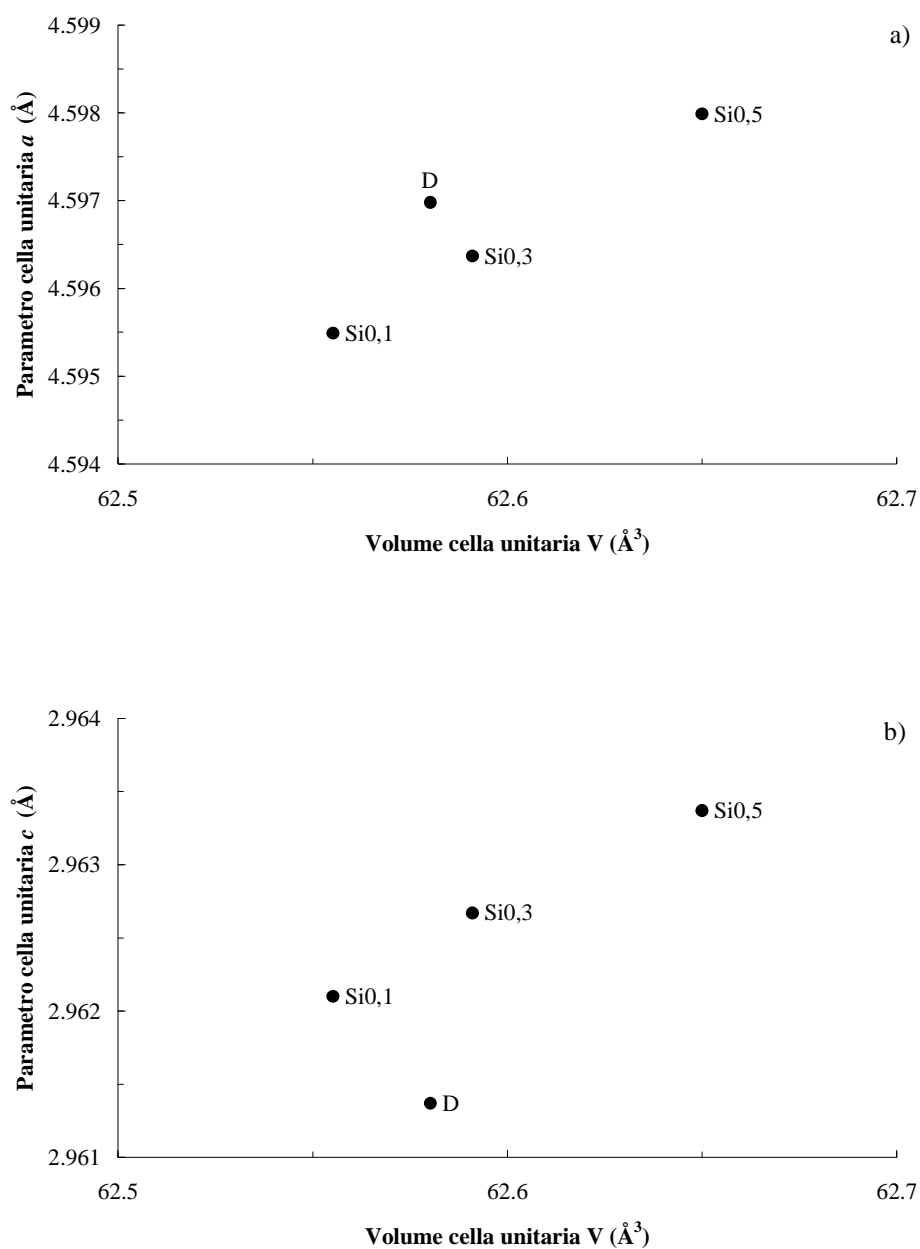 a)
4.599
4.598
4.597
4.596
4.595
4.594
Parametro cella unitaria a (Å)
Si0,5
D
Si0,3
Si0,1
62.5
62.6
62.7
Volume cella unitaria V (Å³)
b)
2.964
2.963
2.962
2.961
Parametro cella unitaria c (Å)
Si0,5
Si0,3
Si0,1
D
62.5
62.6
62.7
Volume cella unitaria V (Å³)